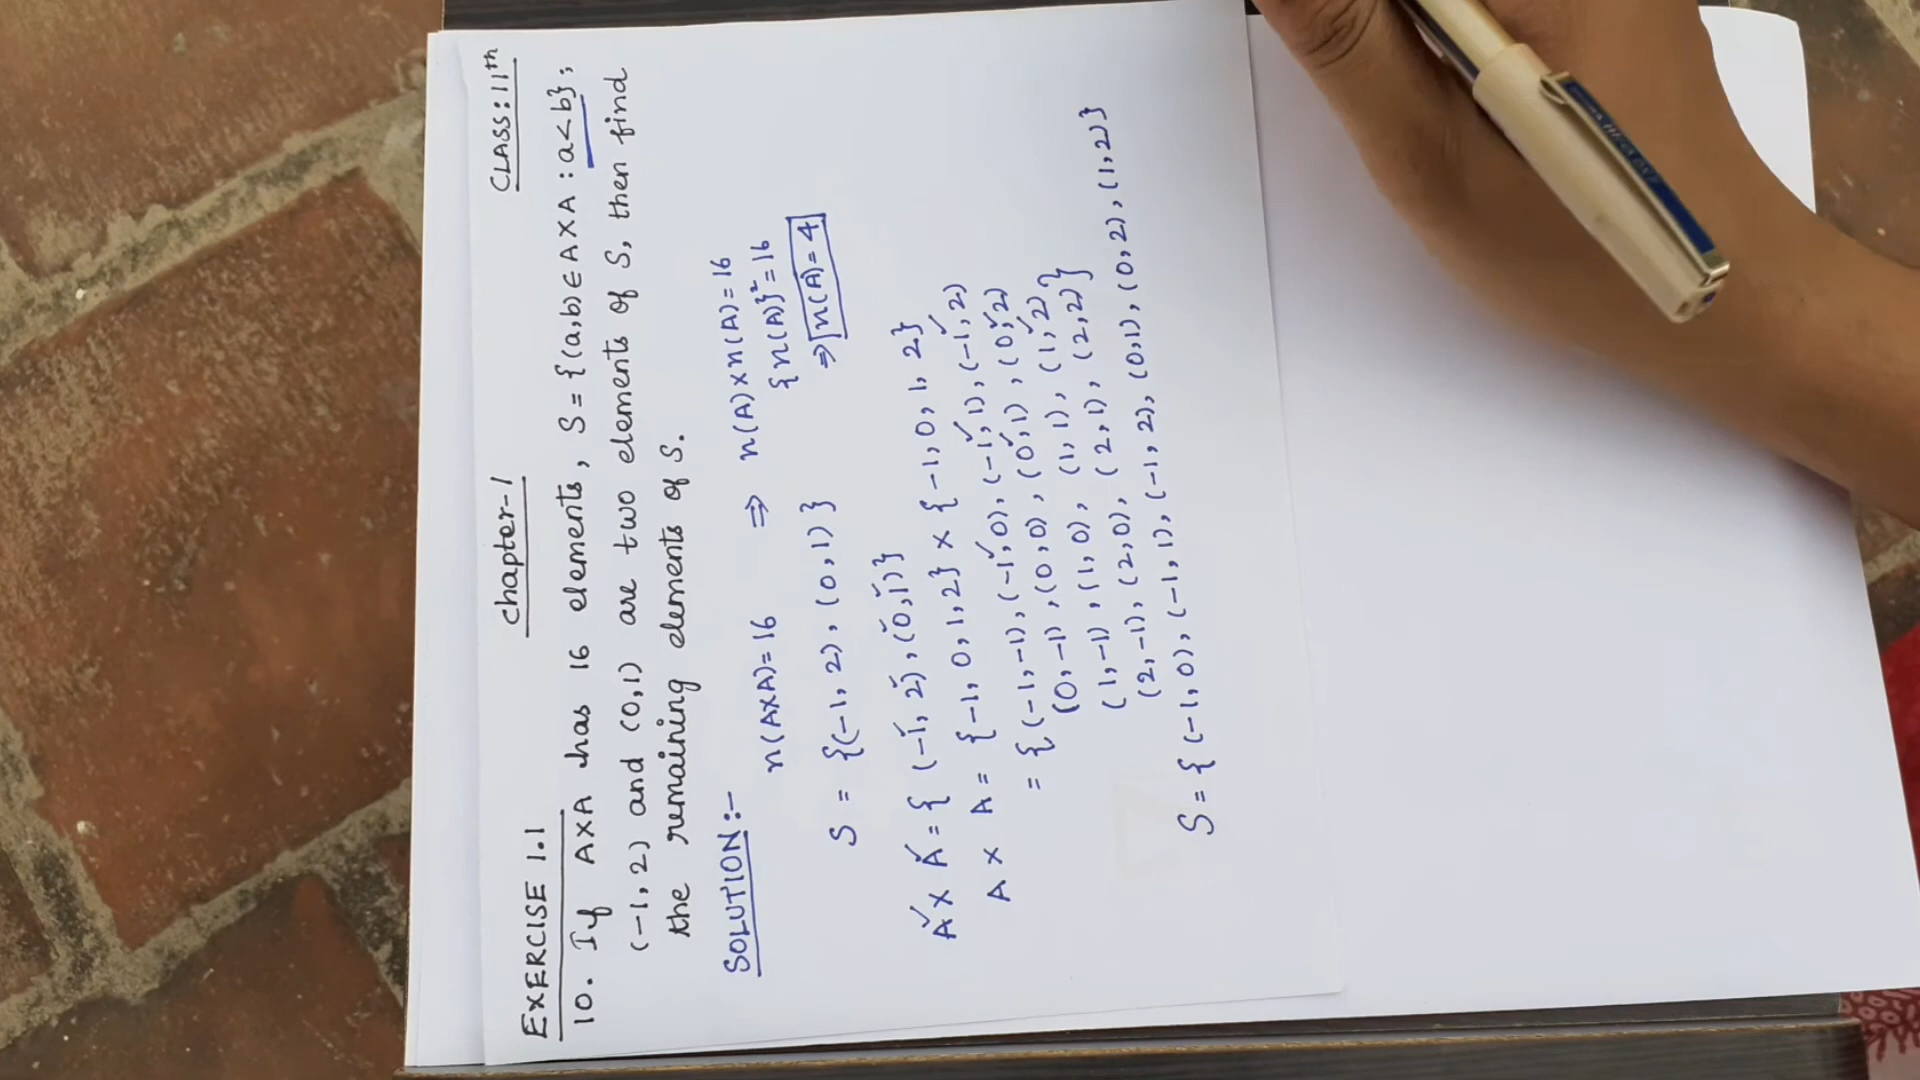 EXERCISE 1.1 chapter-1 CLASS:11th
10. If AXA has 16 elements, S={(a,b)∈AXA : a<b};
(-1,2) and (0,1) are two elements of S, then find
the remaining elements of S.
SOLUTION:-
n(AXA)=16 ⇒ n(A)×n(A)=16
{n(A)}²=16
S = {(-1,2), (0,1)} ⇒ n(A)=4
A × A = {(-1,2), (0,1)}
A × A = {-1,0,1,2} × {-1,0,1,2}
= {(-1,-1), (-1,0), (-1,1), (-1,2)
(0,-1), (0,0), (0,1), (0,2)
(1,-1), (1,0), (1,1), (1,2)}
(2,-1), (2,0), (2,1), (2,2)}
S={(-1,0), (-1,1), (-1,2), (0,1), (0,2), (1,2)}